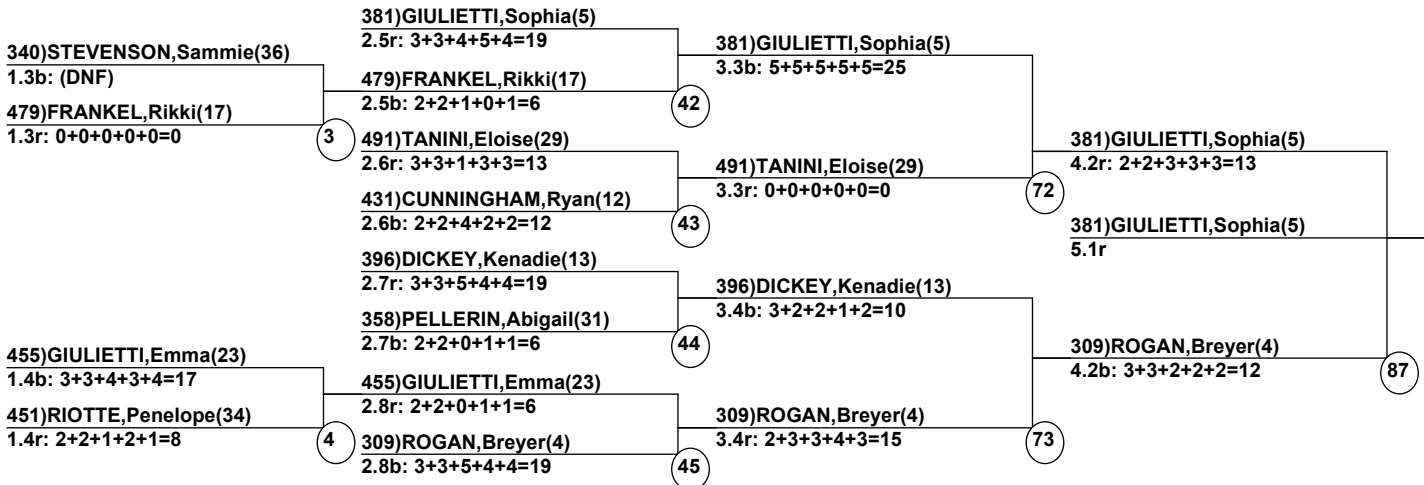 340)STEVENSON,Sammie(36)
1.3b: (DNF)
479)FRANKEL,Rikki(17)
1.3r: 0+0+0+0+0=0
3
455)GIULIETTI,Emma(23)
1.4b: 3+3+4+3+4=17
451)RIOTTE,Penelope(34)
1.4r: 2+2+1+2+1=8
4
381)GIULIETTI,Sophia(5)
2.5r: 3+3+4+5+4=19
479)FRANKEL,Rikki(17)
2.5b: 2+2+1+0+1=6
42
491)TANINI,Eloise(29)
2.6r: 3+3+1+3+3=13
431)CUNNINGHAM,Ryan(12)
2.6b: 2+2+4+2+2=12
43
396)DICKEY,Kenadie(13)
2.7r: 3+3+5+4+4=19
358)PELLERIN,Abigail(31)
2.7b: 2+2+0+1+1=6
44
455)GIULIETTI,Emma(23)
2.8r: 2+2+0+1+1=6
309)ROGAN,Breyer(4)
2.8b: 3+3+5+4+4=19
45
381)GIULIETTI,Sophia(5)
3.3b: 5+5+5+5+5=25
491)TANINI,Eloise(29)
3.3r: 0+0+0+0+0=0
72
396)DICKEY,Kenadie(13)
3.4b: 3+2+2+1+2=10
309)ROGAN,Breyer(4)
3.4r: 2+3+3+4+3=15
73
381)GIULIETTI,Sophia(5)
4.2r: 2+2+3+3+3=13
309)ROGAN,Breyer(4)
4.2b: 3+3+2+2+2=12
87
381)GIULIETTI,Sophia(5)
5.1r